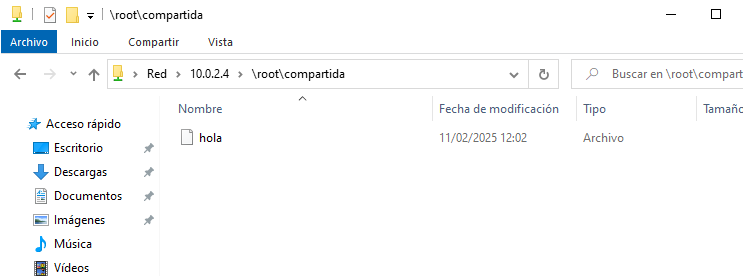 \root\compartida
Archivo Inicio Compartir Vista
Red 10.0.2.4 \root\compartida Buscar en \root\compart
Nombre Fecha de modificación Tipo Tamaño
Acceso rápido
hola 11/02/2025 12:02 Archivo
Escritorio
Descargas
Documentos
Imágenes
Música
Vídeos